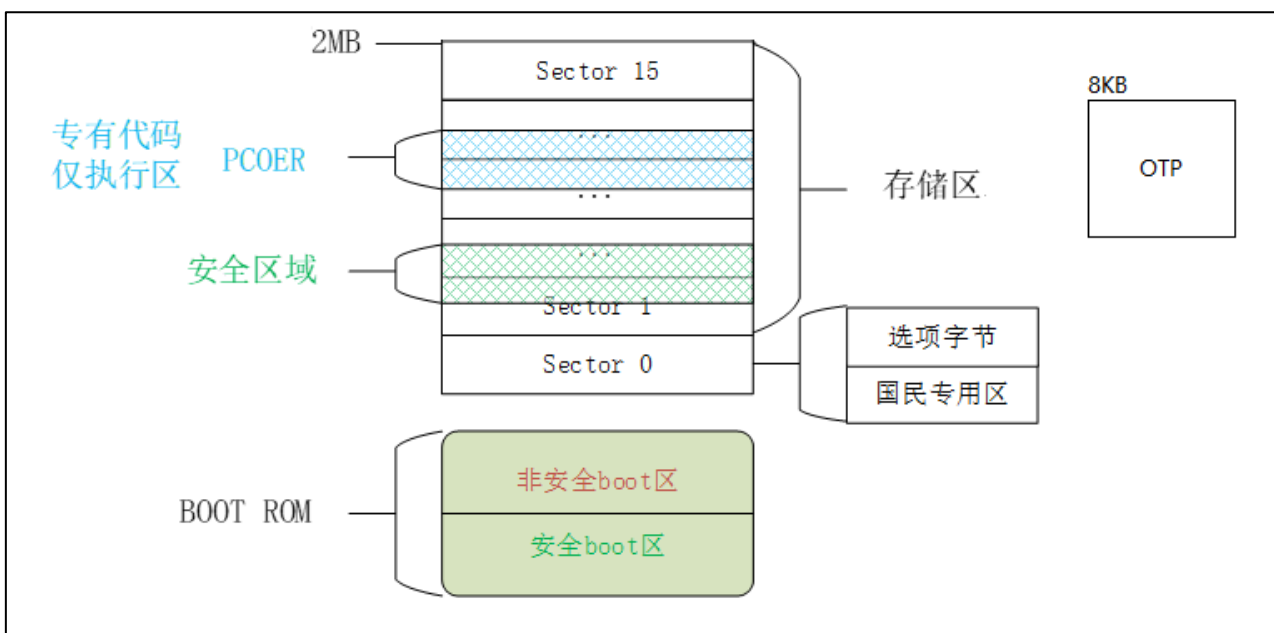 2MB
Sector 15
8KB
OTP
专有代码
仅执行区
PCOER
...
...
存储区
安全区域
...
Sector 1
Sector 0
选项字节
国民专用区
BOOT ROM
非安全boot区
安全boot区